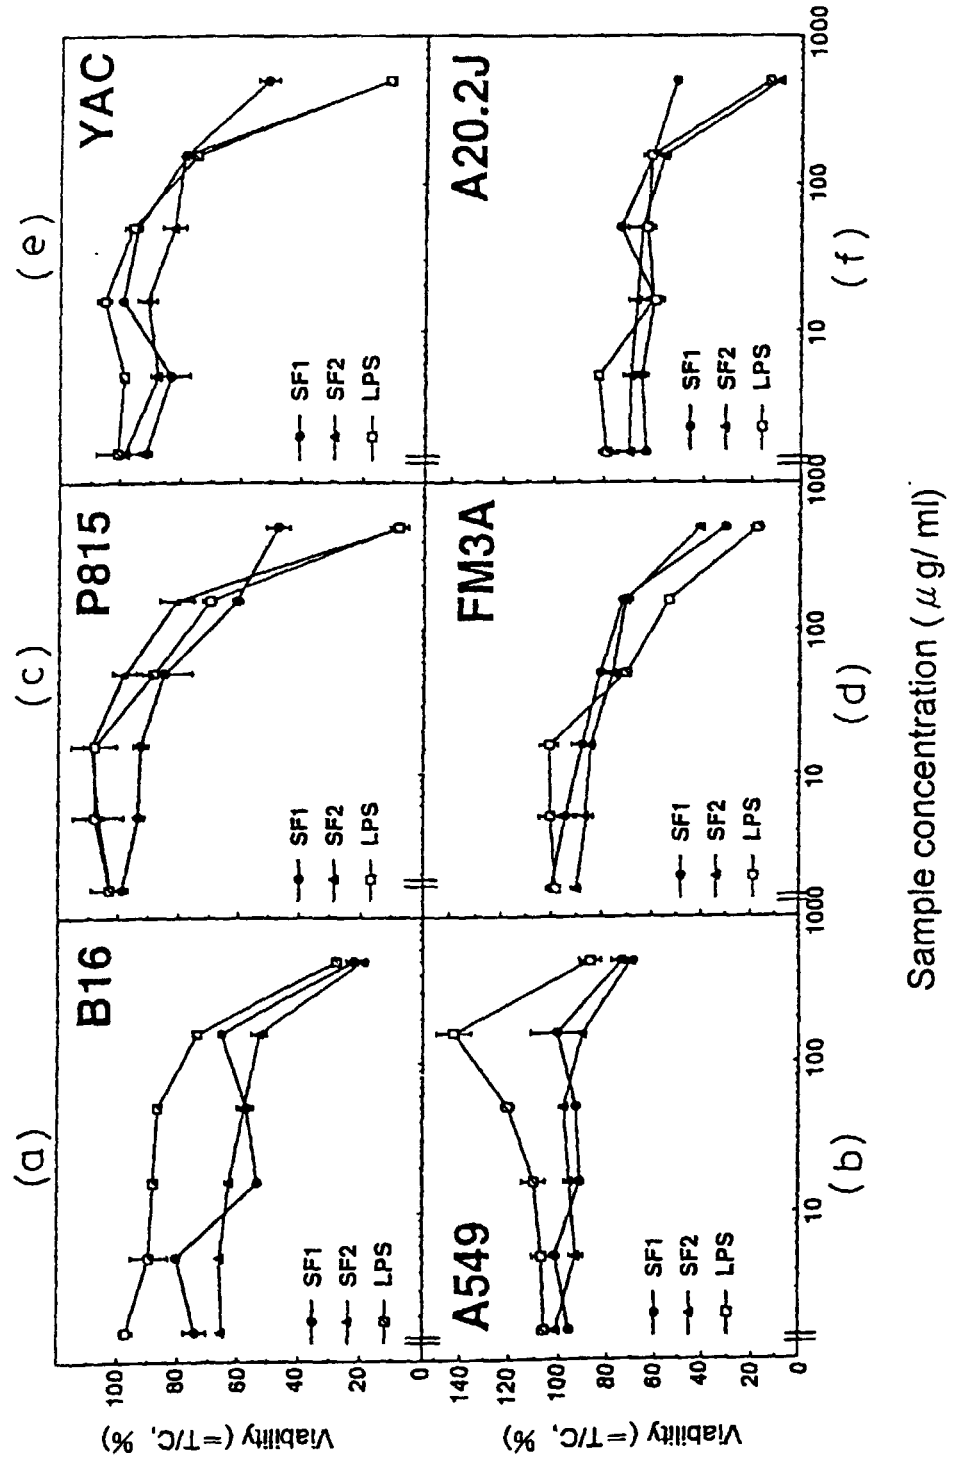 (a)
(c)
(e)
B16
P815
YAC
Viability (=T/C, %)
100
80
60
40
20
SF1
SF2
LPS
SF1
SF2
LPS
SF1
SF2
LPS
A549
FM3A
A20.2J
Viability (=T/C, %)
140
120
100
80
60
40
20
0
SF1
SF2
LPS
SF1
SF2
LPS
SF1
SF2
LPS
10
100
1000
10
100
1000
10
100
1000
(b)
(d)
(f)
Sample concentration (μg/ml)